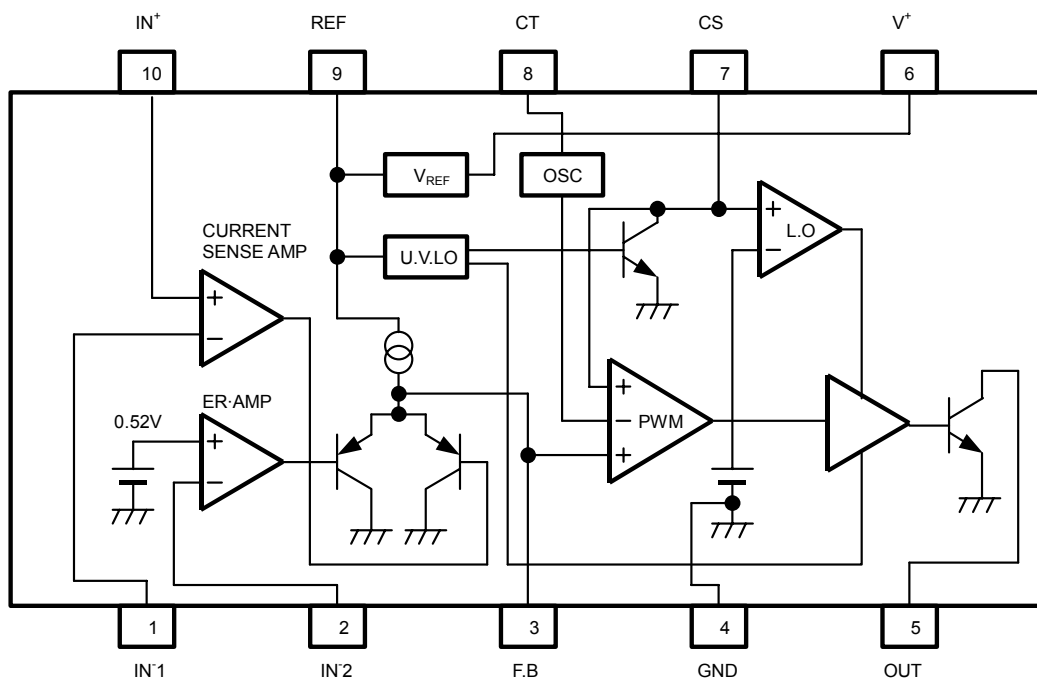 IN⁺ REF CT CS V⁺
10 9 8 7 6
V_REF OSC
CURRENT
SENSE AMP
U.V.LO
+
−
L.O
+
−
ER·AMP
0.52V
+
−
+
−
+
PWM
1 2 3 4 5
IN⁻1 IN⁻2 F.B GND OUT